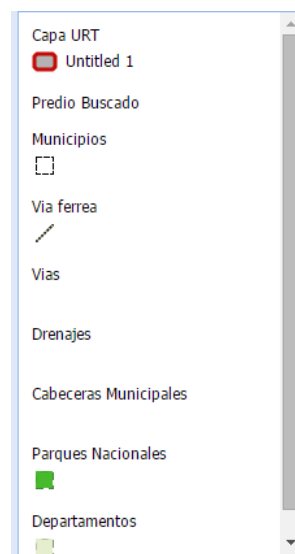 Capa URT
Untitled 1
Predio Buscado
Municipios
Via ferrea
Vias
Drenajes
Cabeceras Municipales
Parques Nacionales
Departamentos